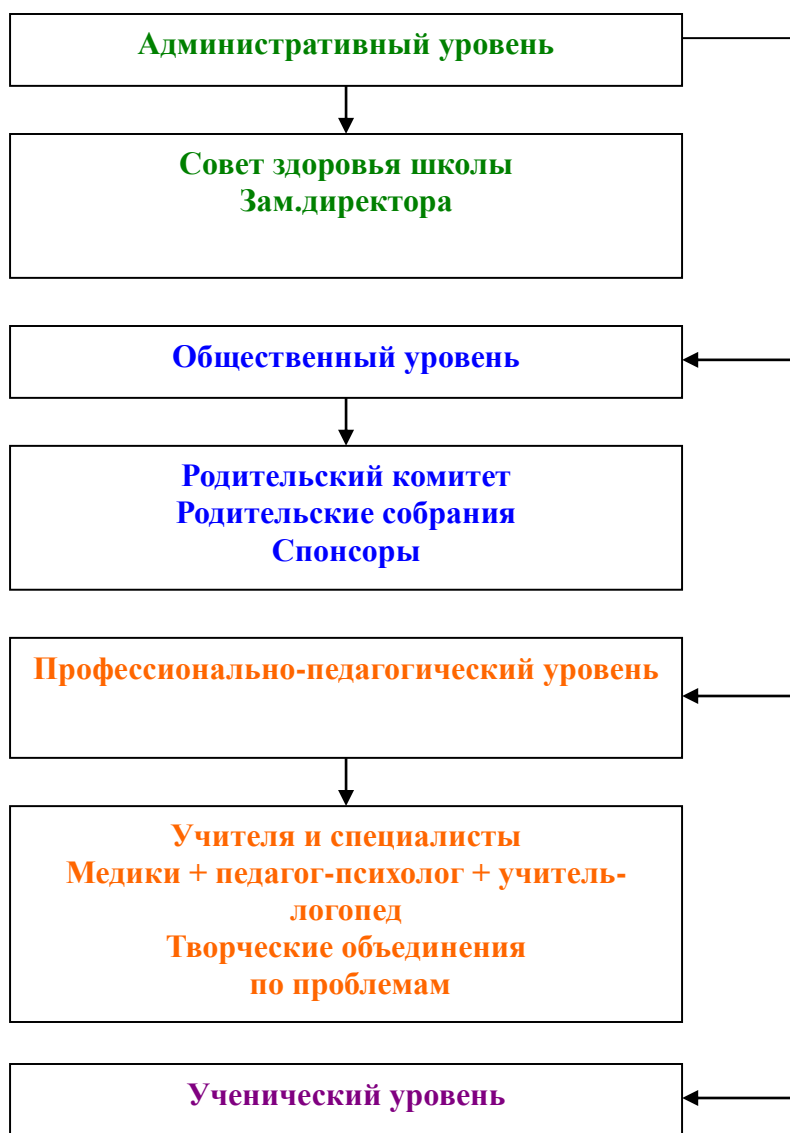 Административный уровень
Совет здоровья школы
Зам.директора
Общественный уровень
Родительский комитет
Родительские собрания
Спонсоры
Профессионально-педагогический уровень
Учителя и специалисты
Медики + педагог-психолог + учитель-
логопед
Творческие объединения
по проблемам
Ученический уровень